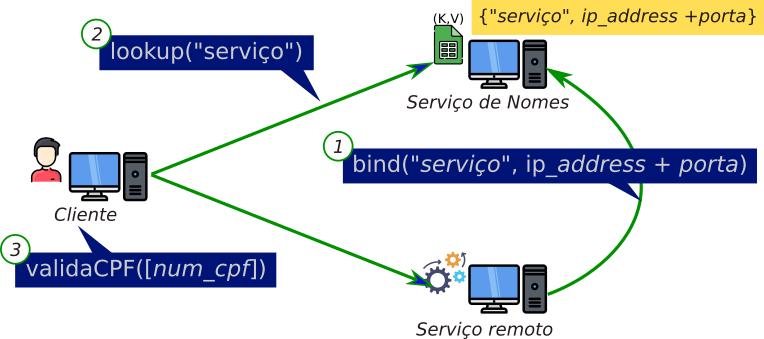 (K,V)
{"serviço", ip_address +porta}
2
lookup("serviço")
Serviço de Nomes
1
bind("serviço", ip_address + porta)
Cliente
3
validaCPF([num_cpf])
Serviço remoto